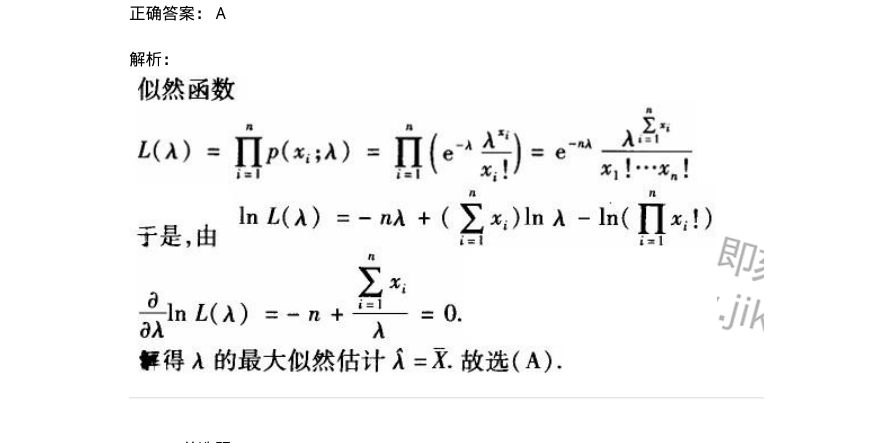 正确答案： A
解析：
似然函数
L(λ) = ∏_{i=1}^{n} p(x_i;λ) = ∏_{i=1}^{n} (e^{-λ} λ^{x_i}/x_i!) = e^{-nλ} λ^{∑_{i=1}^{n} x_i}/(x_1!⋯x_n!)
于是,由 ln L(λ) = - nλ + (∑_{i=1}^{n} x_i)ln λ - ln(∏_{i=1}^{n} x_i!)
∂/∂λ ln L(λ) = - n + (∑_{i=1}^{n} x_i)/λ = 0.
解得 λ 的最大似然估计 λ̂ = X̄. 故选(A).
即
.jik